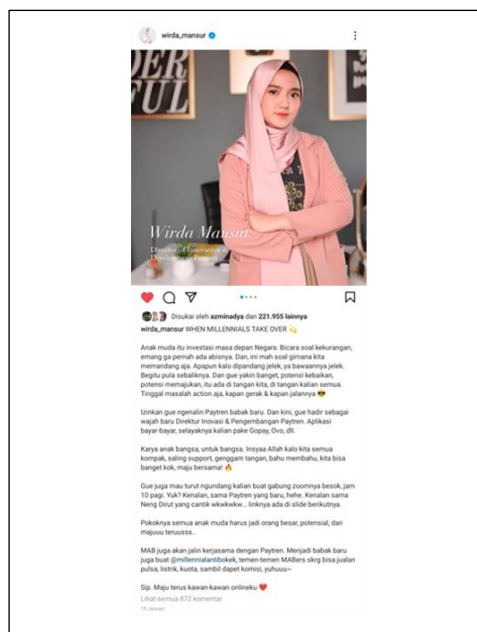 wirda_mansur
DER
FUL
Wirda Mansur
Director of Innovation &
Development Paytren
Disukai oleh azminadya dan 221.955 lainnya
wirda_mansur WHEN MILLENNIALS TAKE OVER 💫
Anak muda itu investasi masa depan Negara. Bicara soal kekurangan,
emang ga pernah ada abisnya. Dan, ini mah soal gimana kita
memandang aja. Apapun kalo dipandang jelek, ya bawaannya jelek.
Begitu pula sebaliknya. Dan gue yakin banget, potensi kebaikan,
potensi memajukan, itu ada di tangan kita, di tangan kalian semua.
Tinggal masalah action aja, kapan gerak & kapan jalannya 😎
Izinkan gue ngenalin Paytren babak baru. Dan kini, gue hadir sebagai
wajah baru Direktur Inovasi & Pengembangan Paytren. Aplikasi
bayar-bayar, selayaknya kalian pake Gopay, Ovo, dll.
Karya anak bangsa, untuk bangsa. Insyaa Allah kalo kita semua
kompak, saling support, genggam tangan, bahu membahu, kita bisa
banget kok, maju bersama! 🔥
Gue juga mau turut ngundang kalian buat gabung zoomnya besok, jam
10 pagi. Yuk? Kenalan, sama Paytren yang baru, hehe. Kenalan sama
Neng Dirut yang cantik wkwkwkw... linknya ada di slide berikutnya.
Pokoknya semua anak muda harus jadi orang besar, potensial, dan
majuuu teruusss..
MAB juga akan jalin kerjasama dengan Paytren. Menjadi babak baru
juga buat @millennialantibokek, temen-temen MABers skrg bisa jualan
pulsa, listrik, kuota, sambil dapet komisi, yuhuuu~
Sip. Maju terus kawan-kawan onlineku ❤️
Lihat semua 872 komentar
15 Januari